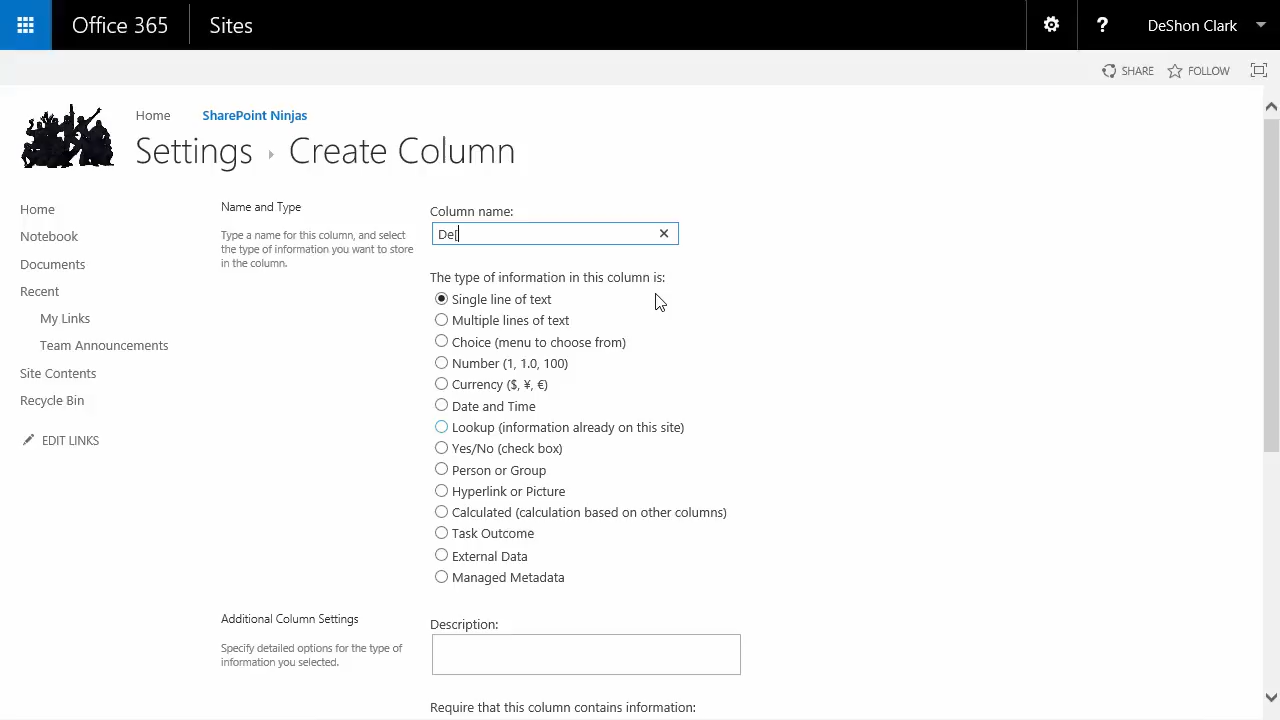 Office 365 Sites ? DeShon Clark
SHARE FOLLOW
Home SharePoint Ninjas
Settings ▸ Create Column
Home
Notebook
Documents
Recent
My Links
Team Announcements
Site Contents
Recycle Bin
EDIT LINKS
Name and Type
Type a name for this column, and select
the type of information you want to store
in the column.
Column name:
De[
The type of information in this column is:
Single line of text
Multiple lines of text
Choice (menu to choose from)
Number (1, 1.0, 100)
Currency ($, ¥, €)
Date and Time
Lookup (information already on this site)
Yes/No (check box)
Person or Group
Hyperlink or Picture
Calculated (calculation based on other columns)
Task Outcome
External Data
Managed Metadata
Additional Column Settings
Specify detailed options for the type of
information you selected.
Description:
Require that this column contains information: